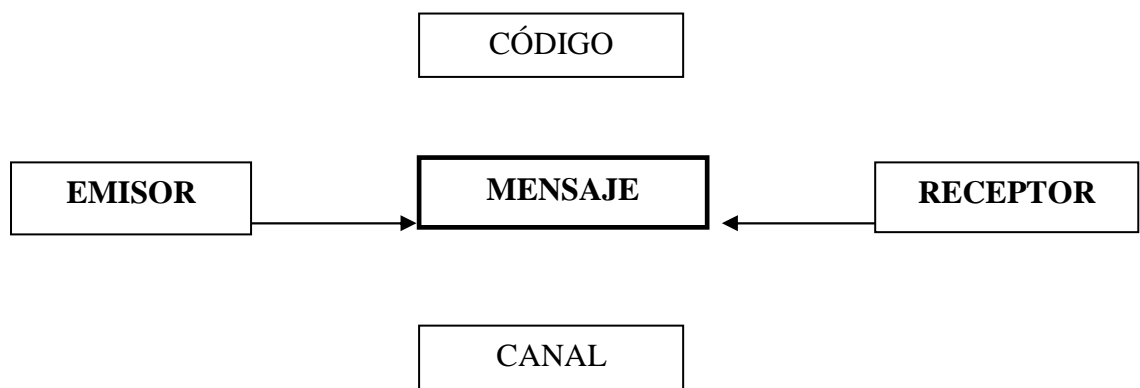 CÓDIGO
EMISOR
MENSAJE
RECEPTOR
CANAL